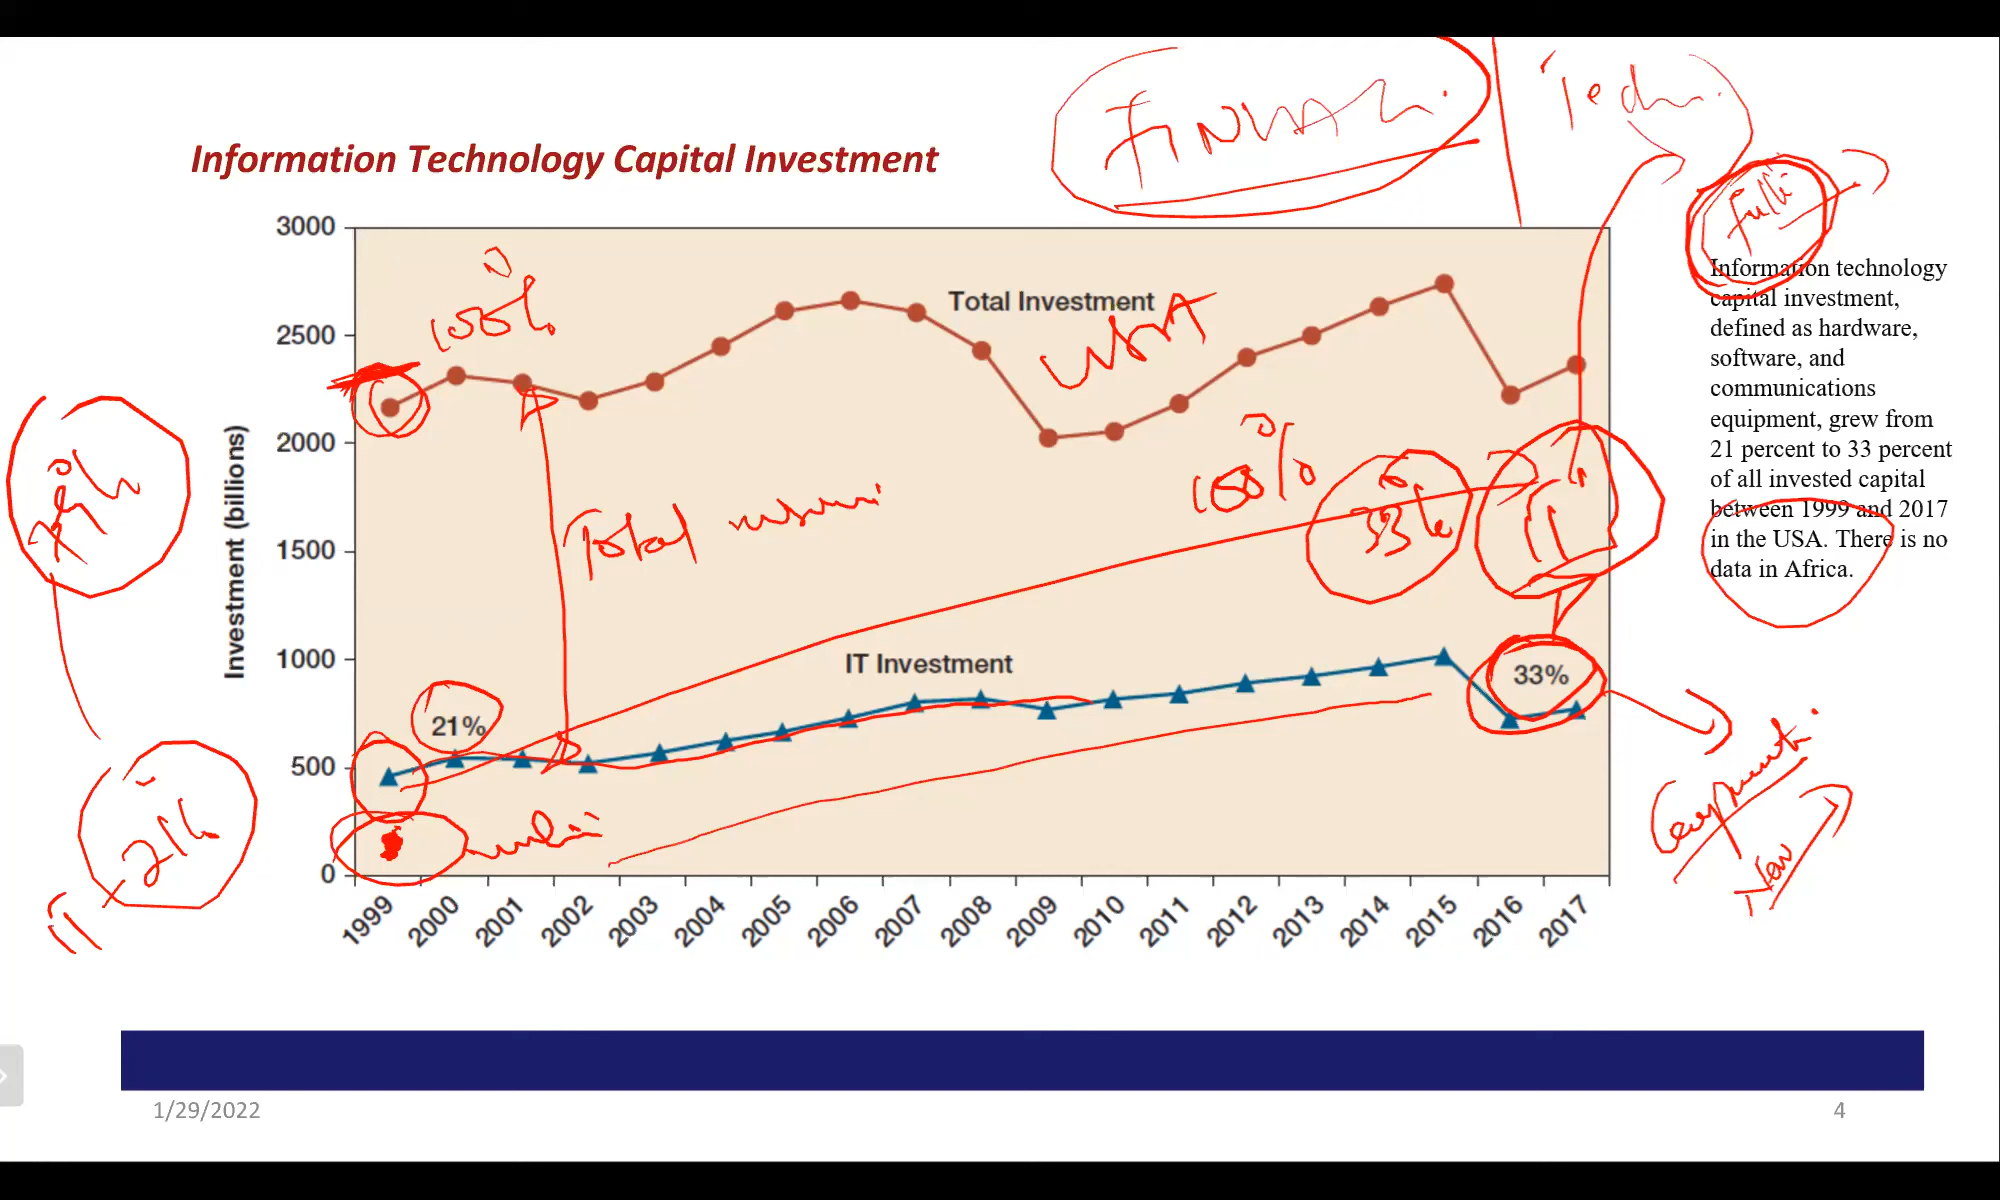 FINNAL.
Tech.
Information Technology Capital Investment
3000
100%
Information technology
Total Investment
capital investment,
2500
USA
defined as hardware,
software, and
communications
equipment, grew from
2000
100%
21 percent to 33 percent
79%
33%
of all invested capital
Total
between 1999 and 2017
1500
in the USA. There is no
data in Africa.
Investment (billions)
1000
IT Investment
33%
21%
500
21%
IT
0
1999 2000 2001 2002 2003 2004 2005 2006 2007 2008 2009 2010 2011 2012 2013 2014 2015 2016 2017
1/29/2022
4